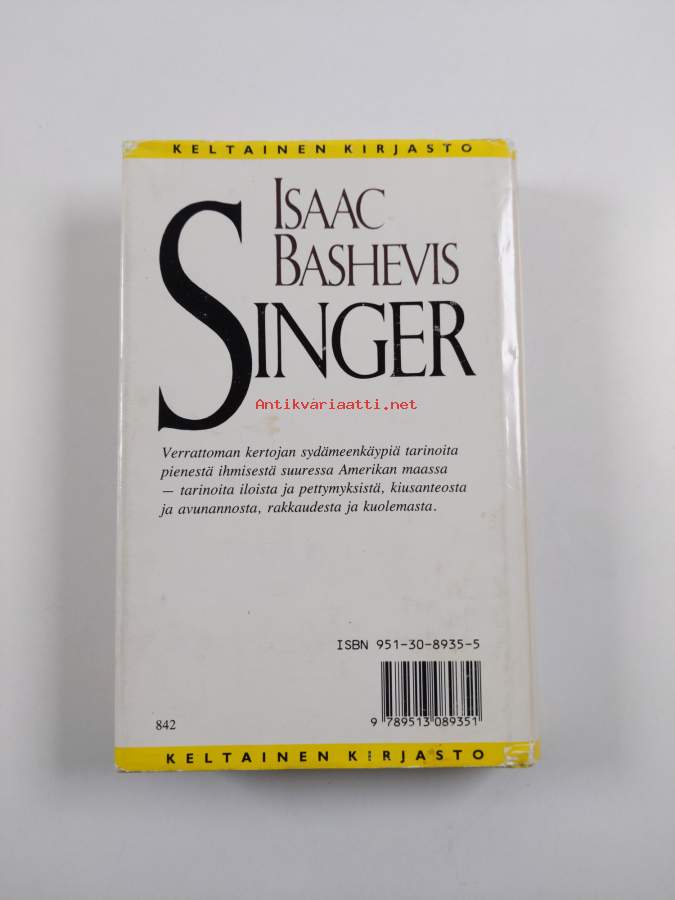 KELTAINEN KIRJASTO
ISAAC
BASHEVIS
SINGER
Antikvariaatti.net
Verrattoman kertojan sydämeenkäypiä tarinoita
pienestä ihmisestä suuressa Amerikan maassa
— tarinoita iloista ja pettymyksistä, kiusanteosta
ja avunannosta, rakkaudesta ja kuolemasta.
ISBN 951-30-8935-5
9 789513 089351
842
KELTAINEN KIRJASTO